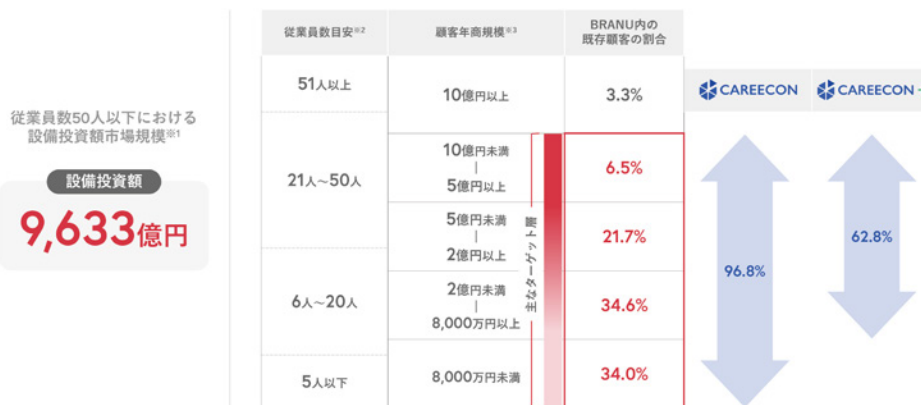 従業員数50人以下における
設備投資額市場規模※1
設備投資額
9,633億円
従業員数目安※2
顧客年商規模※3
BRANU内の
既存顧客の割合
51人以上
10億円以上
3.3%
21人～50人
10億円未満
|
5億円以上
6.5%
5億円未満
|
2億円以上
21.7%
6人～20人
2億円未満
|
8,000万円以上
34.6%
5人以下
8,000万円未満
34.0%
主なターゲット層
CAREECON
96.8%
CAREECON
62.8%